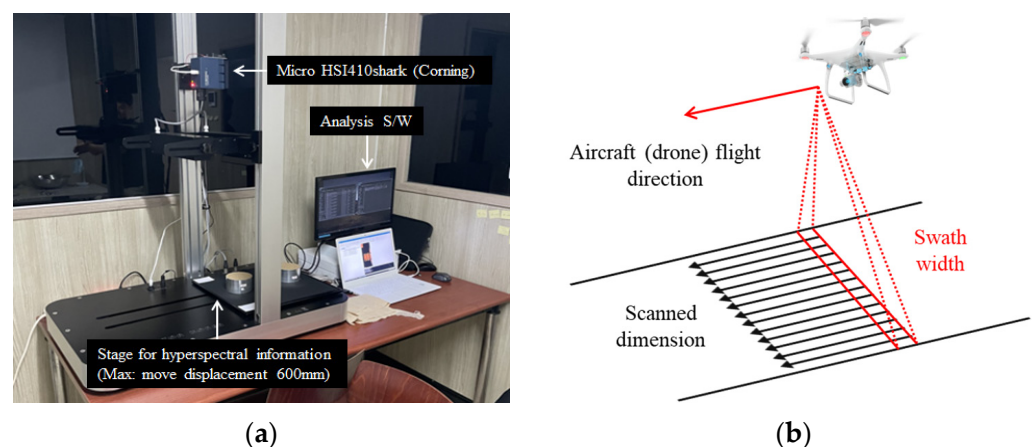 Micro HSI410shark (Corning)
Analysis S/W
Stage for hyperspectral information
(Max: move displacement 600mm)
(a)
Aircraft (drone) flight
direction
Swath
width
Scanned
dimension
(b)